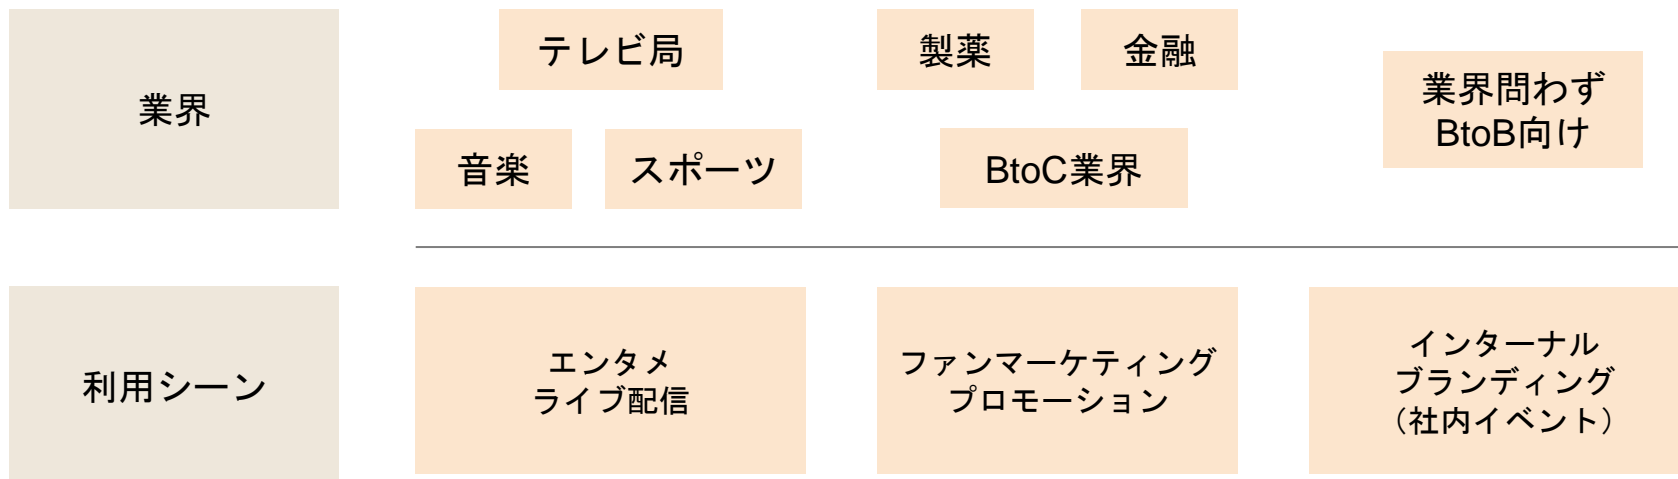 業界
テレビ局
製薬
金融
業界問わず
BtoB向け
音楽
スポーツ
BtoC業界
利用シーン
エンタメ
ライブ配信
ファンマーケティング
プロモーション
インターナル
ブランディング
（社内イベント）